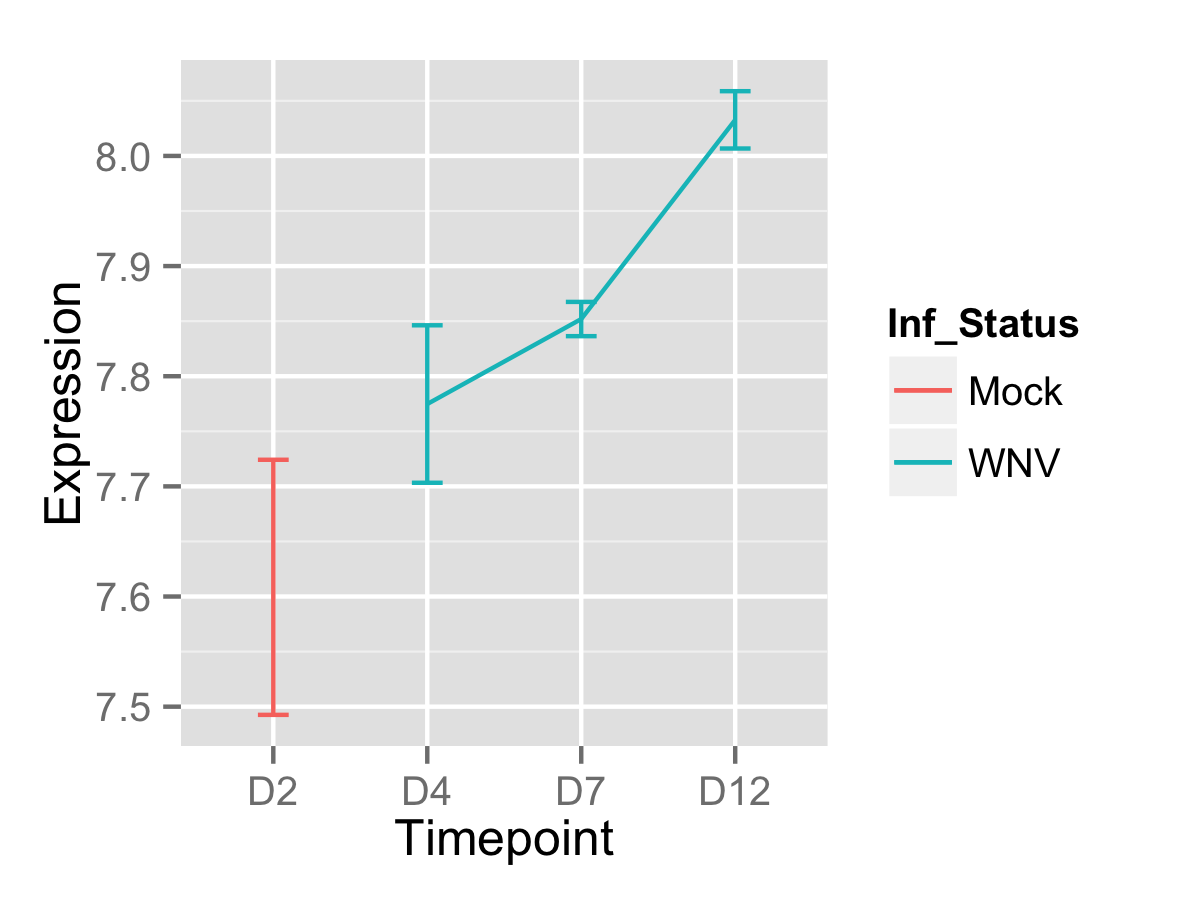 8.0
7.9
7.8
7.7
7.6
7.5
Expression
D2 D4 D7 D12
Timepoint
Inf_Status
Mock
WNV